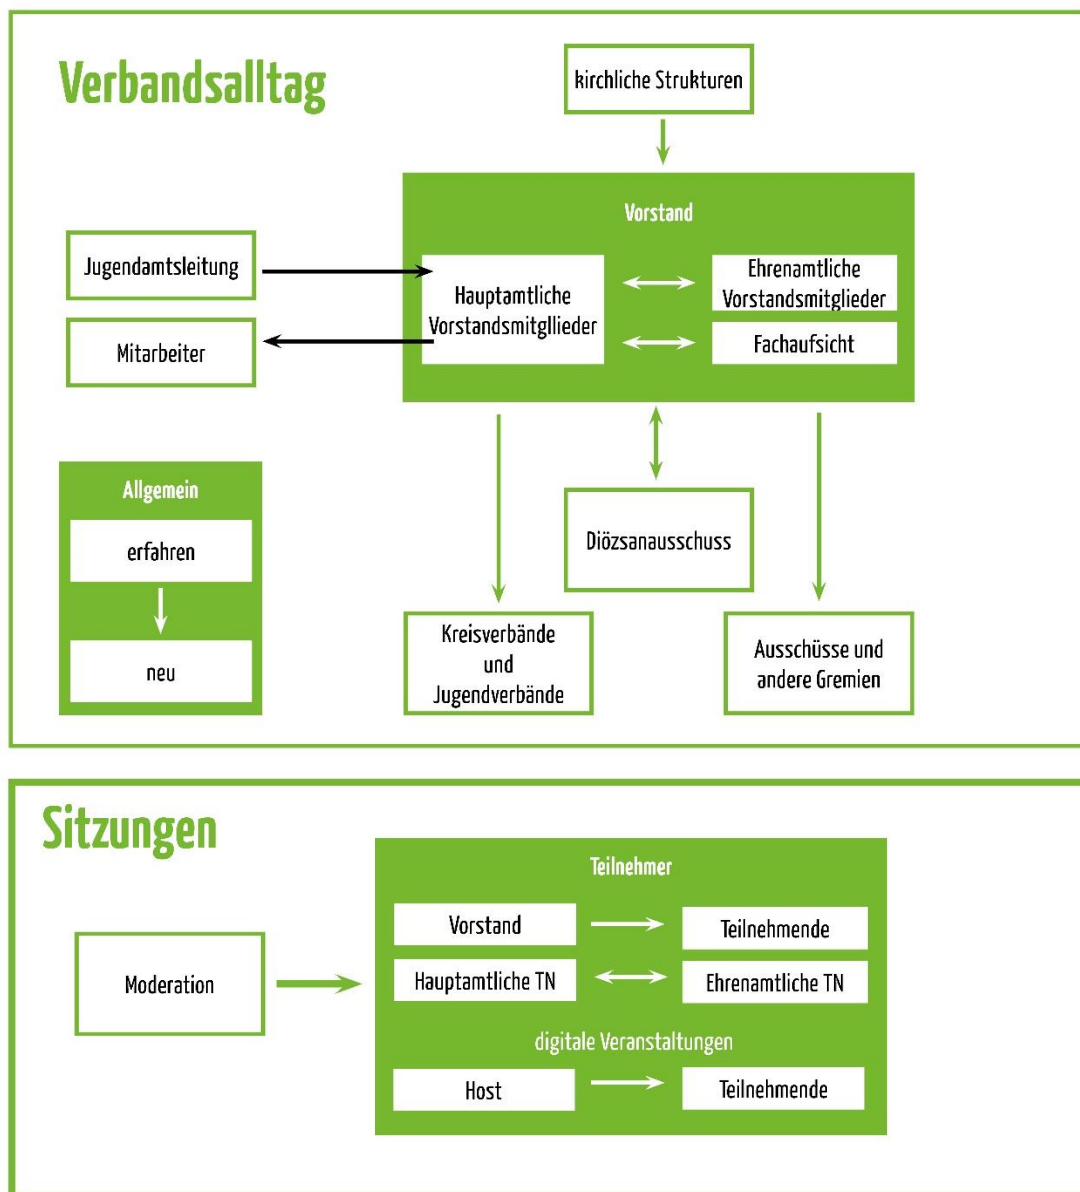 Verbandsalltag
kirchliche Strukturen
Vorstand
Jugendamtsleitung
Mitarbeiter
Hauptamtliche
Vorstandsmitgllieder
Ehrenamtliche
Vorstandsmitglieder
Fachaufsicht
Allgemein
erfahren
neu
Diözsanausschuss
Kreisverbände
und
Jugendverbände
Ausschüsse und
andere Gremien
Sitzungen
Moderation
Teilnehmer
Vorstand
Teilnehmende
Hauptamtliche TN
Ehrenamtliche TN
digitale Veranstaltungen
Host
Teilnehmende